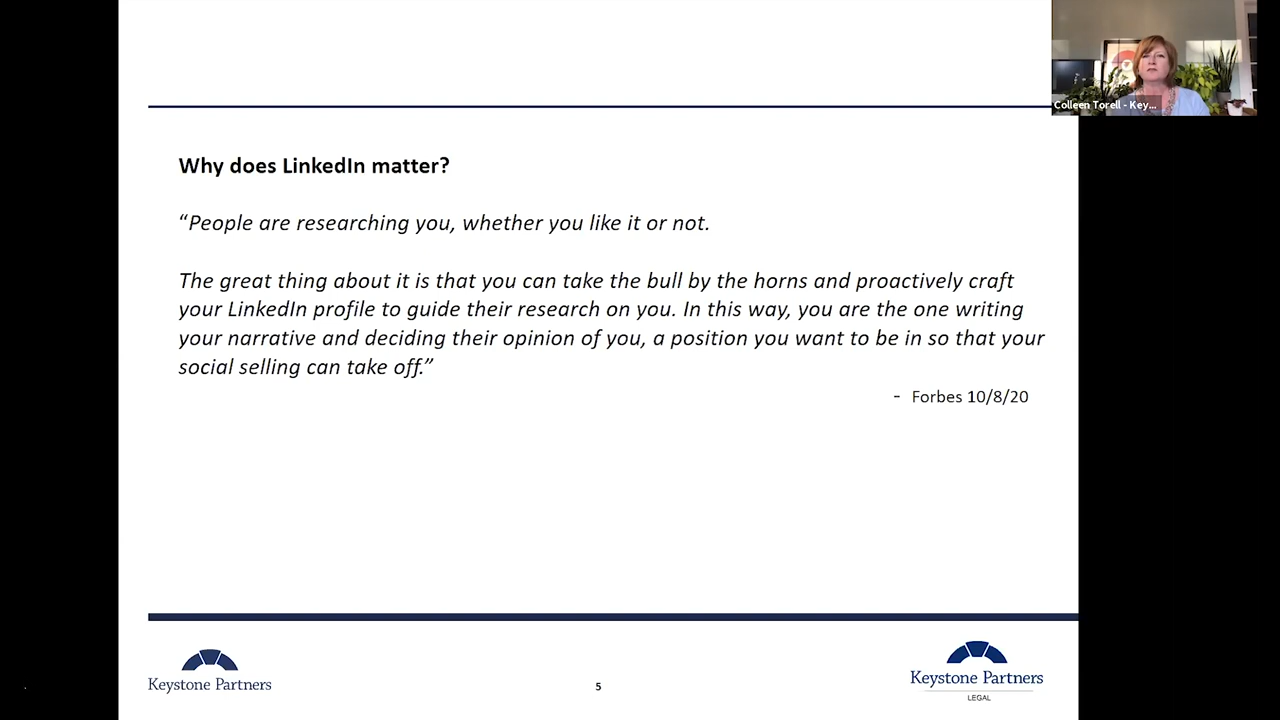 Colleen Torell - Key...
Why does LinkedIn matter?
“People are researching you, whether you like it or not.
The great thing about it is that you can take the bull by the horns and proactively craft
your LinkedIn profile to guide their research on you. In this way, you are the one writing
your narrative and deciding their opinion of you, a position you want to be in so that your
social selling can take off.”
- Forbes 10/8/20
Keystone Partners
5
Keystone Partners
LEGAL